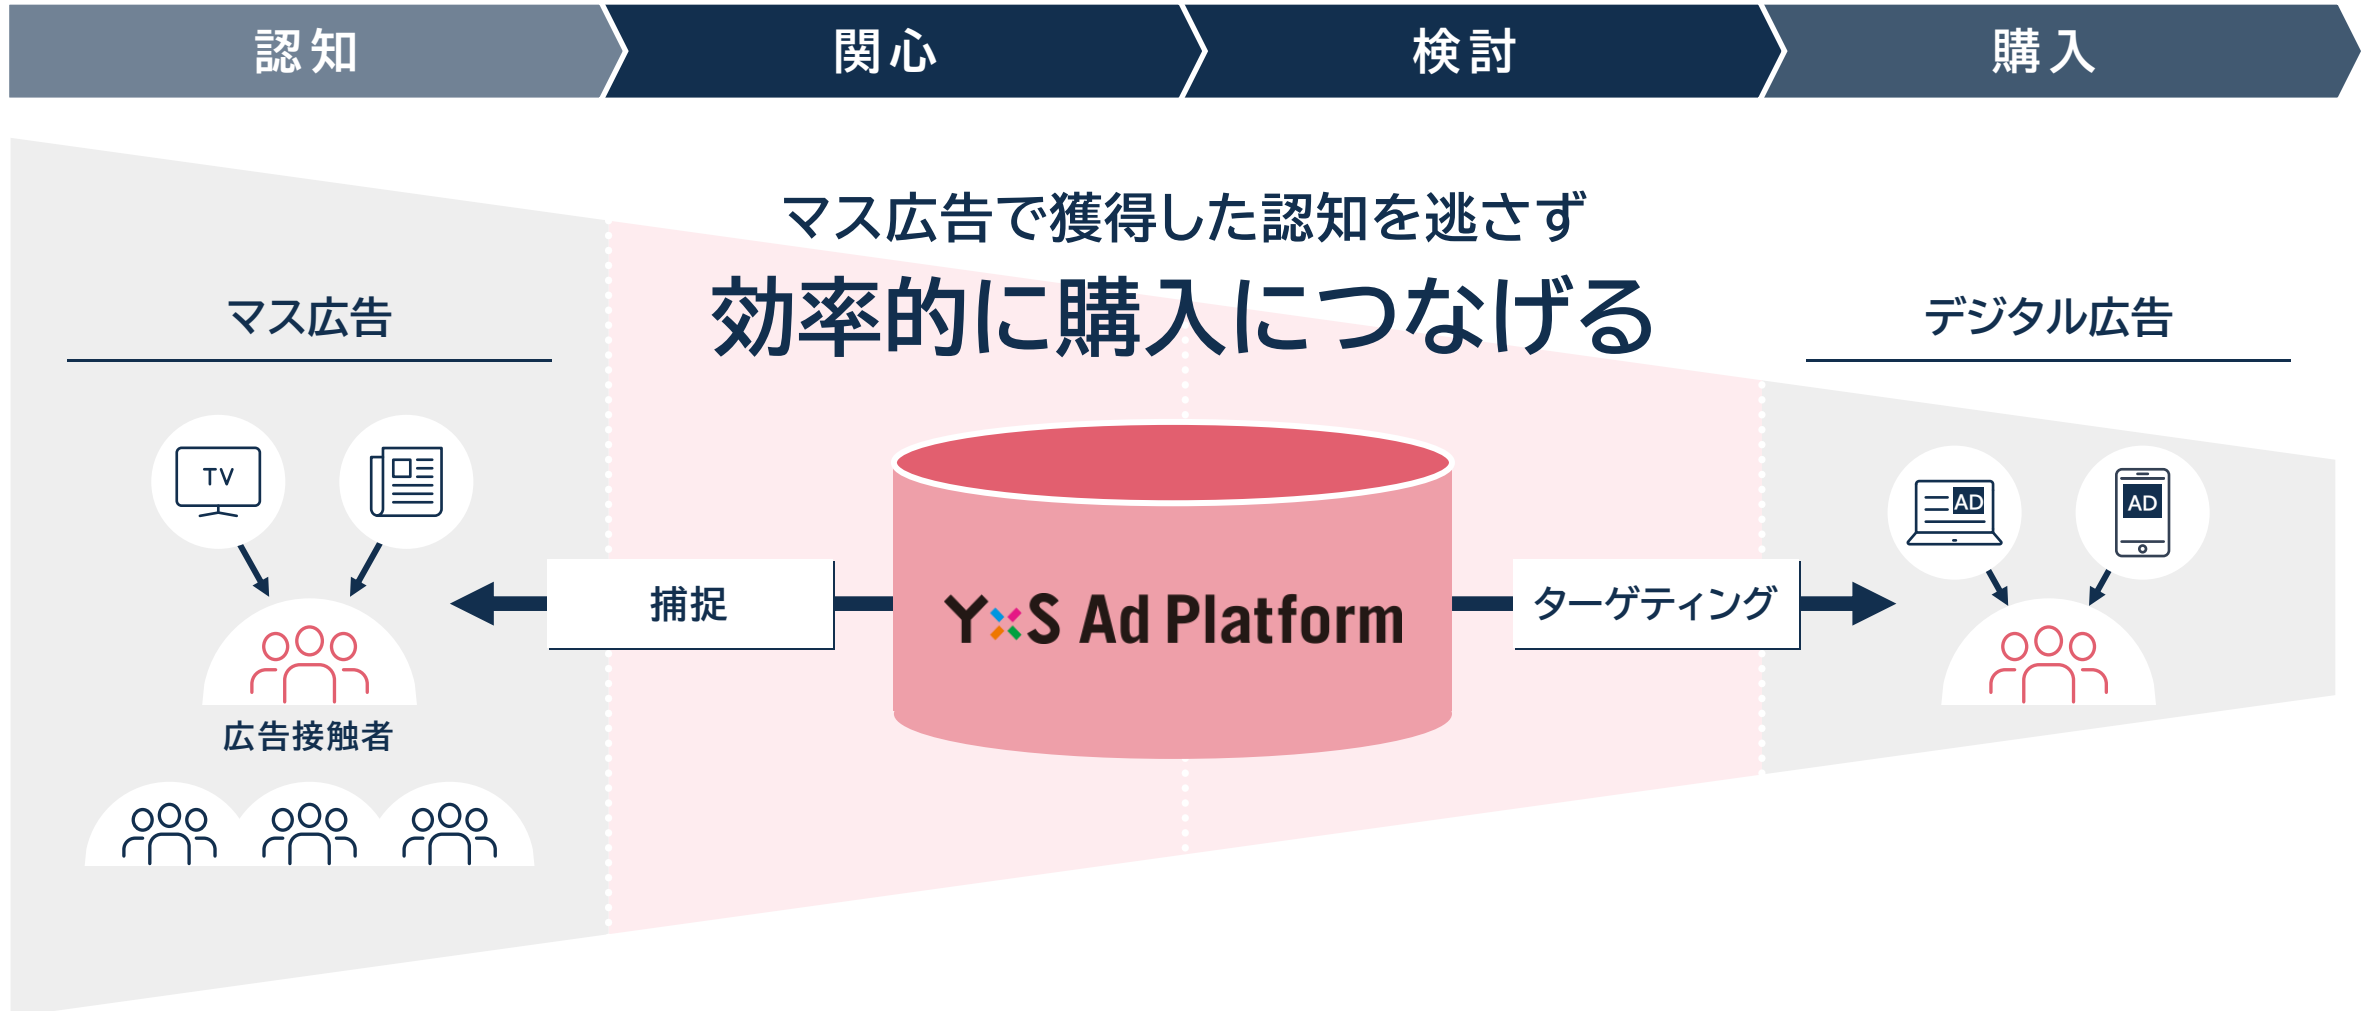 認知
関心
検討
購入
マス広告で獲得した認知を逃さず
効率的に購入につなげる
マス広告
デジタル広告
TV
AD
AD
捕捉
YxS Ad Platform
ターゲティング
広告接触者